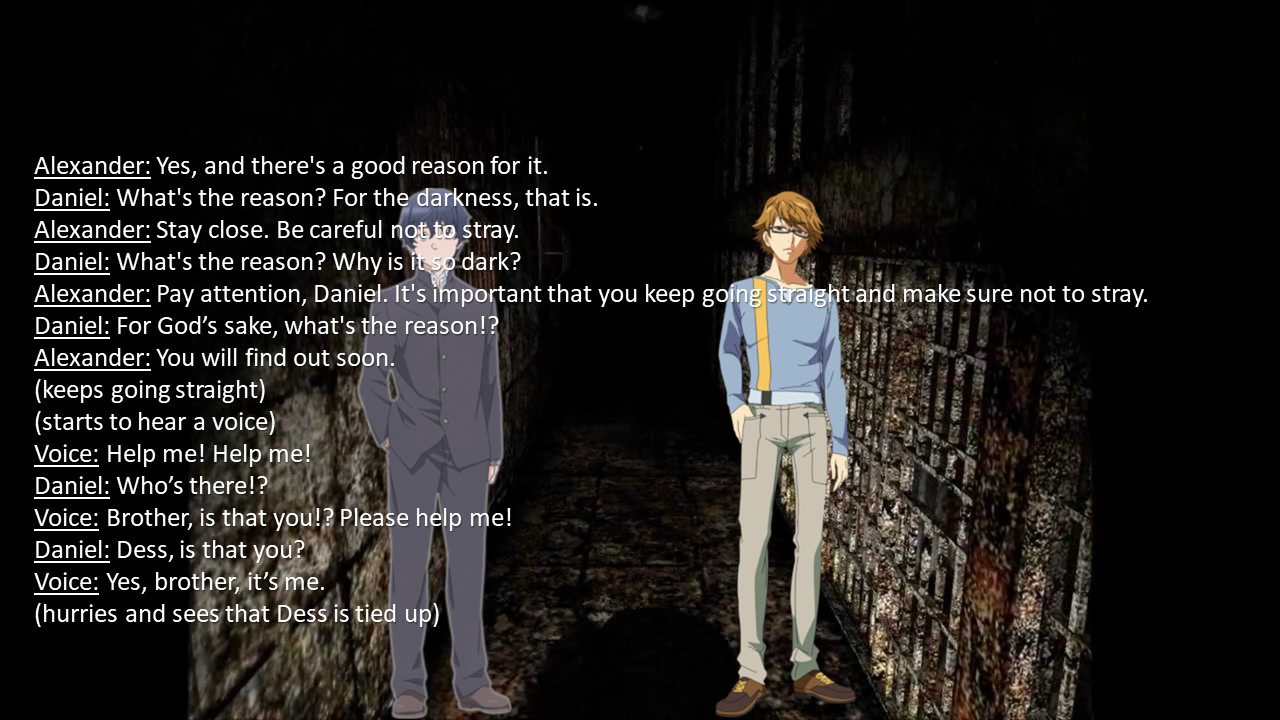 Alexander: Yes, and there's a good reason for it.
Daniel: What's the reason? For the darkness, that is.
Alexander: Stay close. Be careful not to stray.
Daniel: What's the reason? Why is it so dark?
Alexander: Pay attention, Daniel. It's important that you keep going straight and make sure not to stray.
Daniel: For God’s sake, what's the reason!?
Alexander: You will find out soon.
(keeps going straight)
(starts to hear a voice)
Voice: Help me! Help me!
Daniel: Who’s there!?
Voice: Brother, is that you!? Please help me!
Daniel: Dess, is that you?
Voice: Yes, brother, it’s me.
(hurries and sees that Dess is tied up)